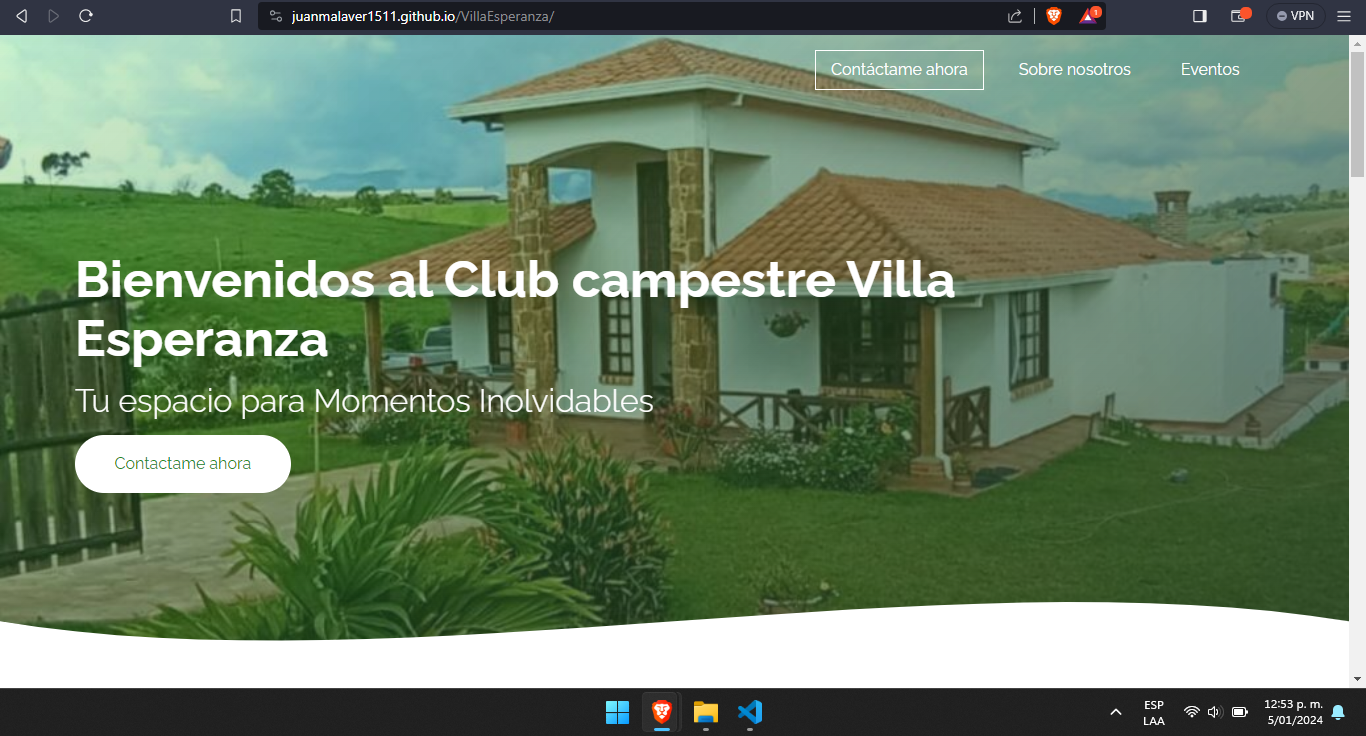 juanmalaver1511.github.io/VillaEsperanza/
1
VPN
Contáctame ahora
Sobre nosotros
Eventos
Bienvenidos al Club campestre Villa
Esperanza
Tu espacio para Momentos Inolvidables
Contactame ahora
ESP
LAA
12:53 p. m.
5/01/2024